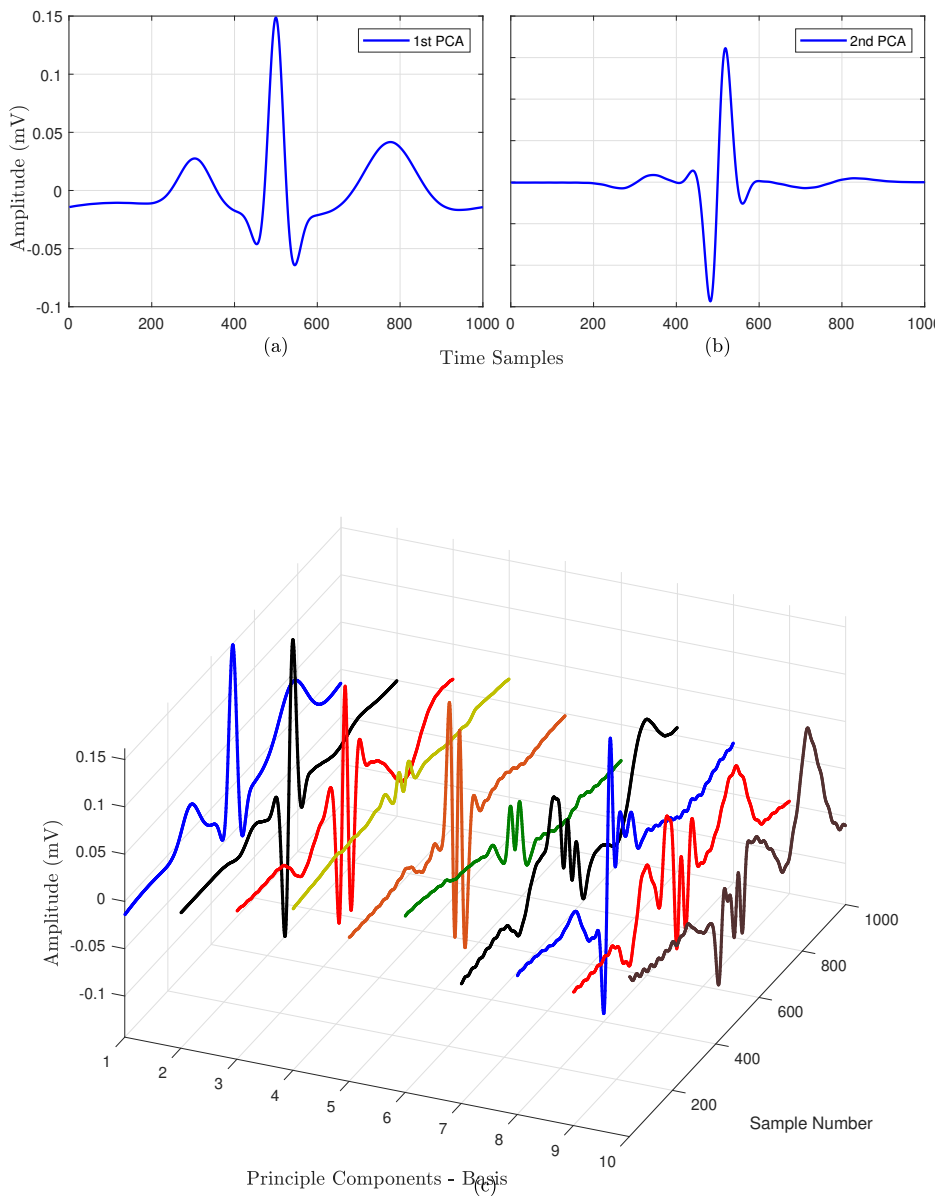 0.15
0.1
0.05
0
-0.05
-0.1
Amplitude (mV)
1st PCA
2nd PCA
0 200 400 600 800 1000
0 200 400 600 800 1000
(a)
(b)
Time Samples
0.15
0.1
0.05
0
-0.05
-0.1
Amplitude (mV)
1 2 3 4 5 6 7 8 9 10
200
400
600
800
1000
Sample Number
Principle Components - Basis
(c)